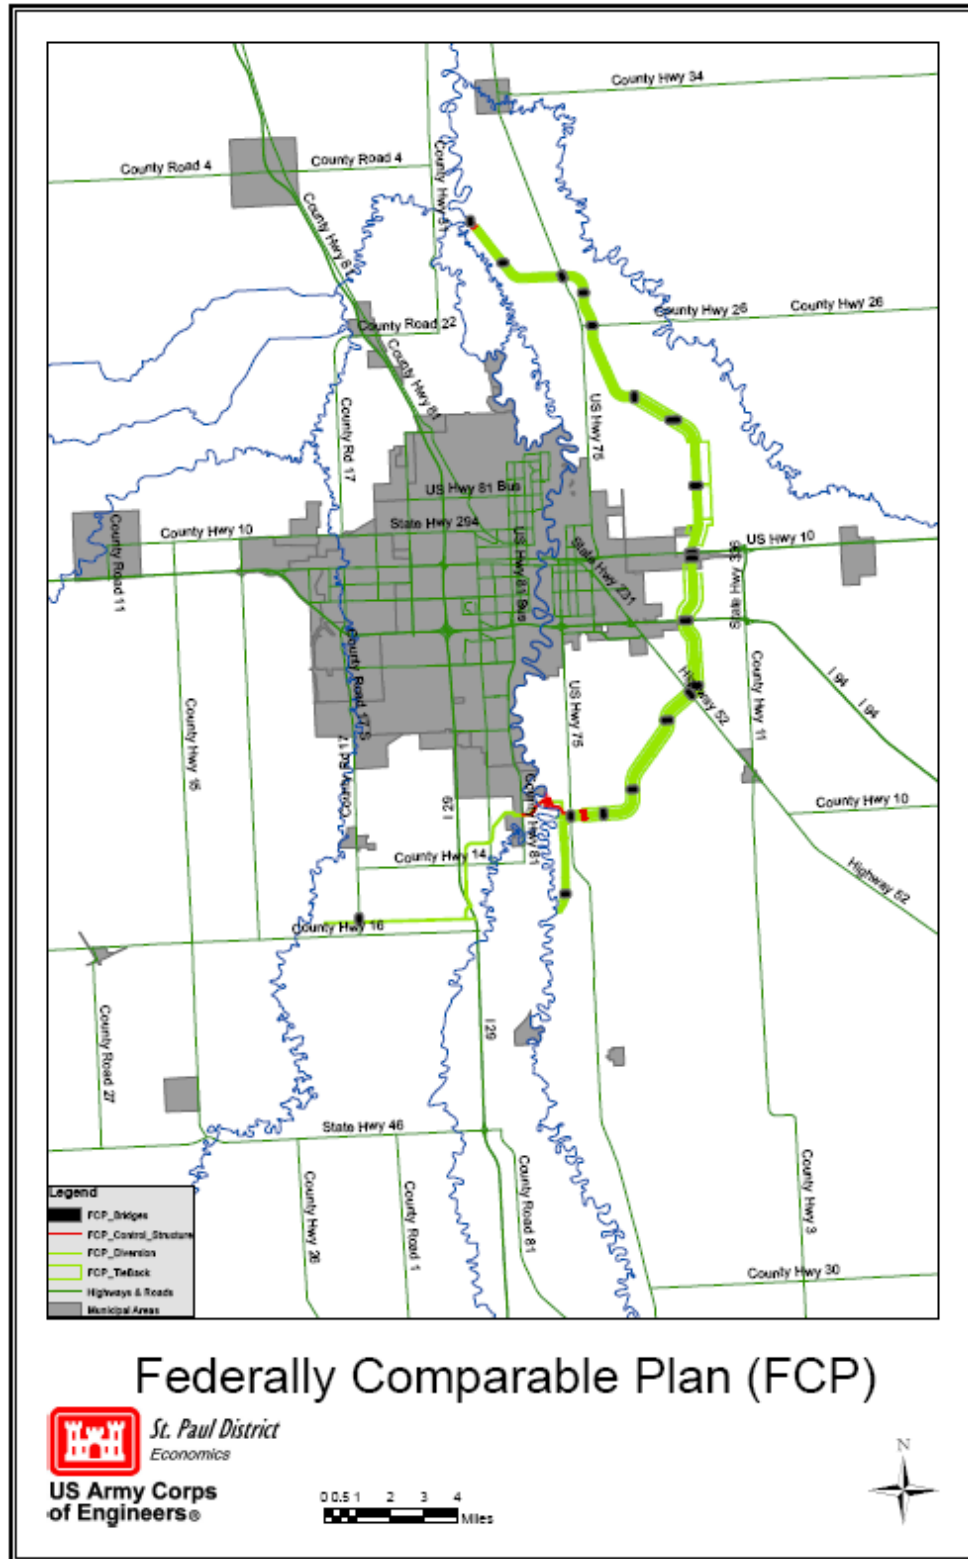 County Hwy 34
County Road 4
County Road 4
County Hwy 81
County Hwy 81
County Hwy 26
County Hwy 26
County Road 22
County Hwy 81
US Hwy 75
County Rd 17
US Hwy 81 Bus
State Hwy 294
County Hwy 10
US Hwy 10
County Road 11
US Hwy 81 Bus
State Hwy 231
State Hwy 336
County Road 17 S
Highway 52
I 94
I 94
County Hwy 11
US Hwy 75
County Hwy 15
County Rd 17
I 29
County Hwy 81
County Hwy 10
County Hwy 14
Highway 52
County Hwy 16
County Road 27
I 29
State Hwy 46
County Hwy 26
County Road 1
County Road 81
County Hwy 3
County Hwy 30
Legend
FCP_Bridges
FCP_Control_Structure
FCP_Diversion
FCP_TieBack
Highways & Roads
Municipal Areas
Federally Comparable Plan (FCP)
St. Paul District
Economics
US Army Corps
of Engineers®
0 0.5 1 2 3 4
Miles
N